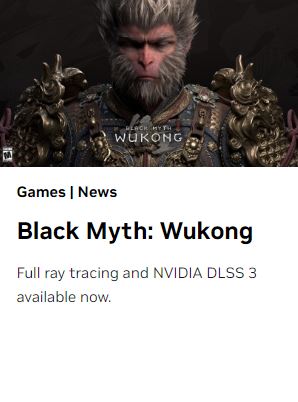 BLACK MYTH
WUKONG
M
Games | News
Black Myth: Wukong
Full ray tracing and NVIDIA DLSS 3
available now.